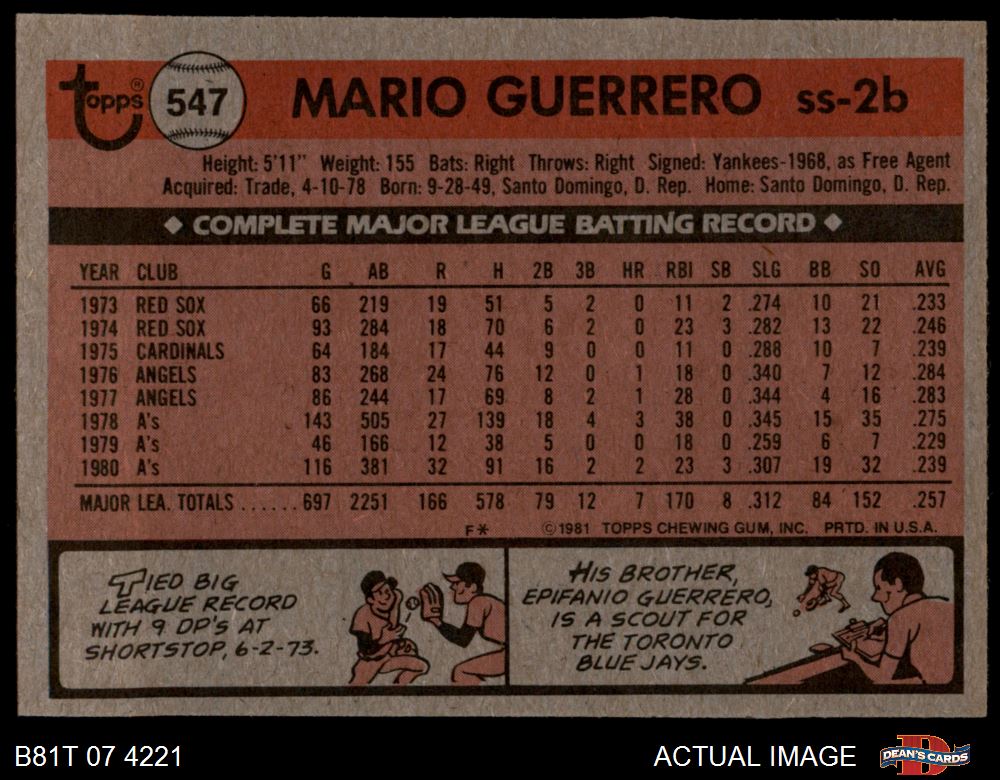 topps® 547 MARIO GUERRERO ss-2b
Height: 5'11" Weight: 155 Bats: Right Throws: Right Signed: Yankees-1968, as Free Agent
Acquired: Trade, 4-10-78 Born: 9-28-49, Santo Domingo, D. Rep. Home: Santo Domingo, D. Rep.
◆ COMPLETE MAJOR LEAGUE BATTING RECORD ◆
YEAR CLUB G AB R H 2B 3B HR RBI SB SLG BB SO AVG
1973 RED SOX 66 219 19 51 5 2 0 11 2 .274 10 21 .233
1974 RED SOX 93 284 18 70 6 2 0 23 3 .282 13 22 .246
1975 CARDINALS 64 184 17 44 9 0 0 11 0 .288 10 7 .239
1976 ANGELS 83 268 24 76 12 0 1 18 0 .340 7 12 .284
1977 ANGELS 86 244 17 69 8 2 1 28 0 .344 4 16 .283
1978 A's 143 505 27 139 18 4 3 38 0 .345 15 35 .275
1979 A's 46 166 12 38 5 0 0 18 0 .259 6 7 .229
1980 A's 116 381 32 91 16 2 2 23 3 .307 19 32 .239
MAJOR LEA. TOTALS ...... 697 2251 166 578 79 12 7 170 8 .312 84 152 .257
F* ©1981 TOPPS CHEWING GUM, INC. PRTD. IN U.S.A.
TIED BIG
LEAGUE RECORD
WITH 9 DP'S AT
SHORTSTOP, 6-2-73.
HIS BROTHER,
EPIFANIO GUERRERO,
IS A SCOUT FOR
THE TORONTO
BLUE JAYS.
B81T 07 4221 ACTUAL IMAGE DEAN'S CARDS